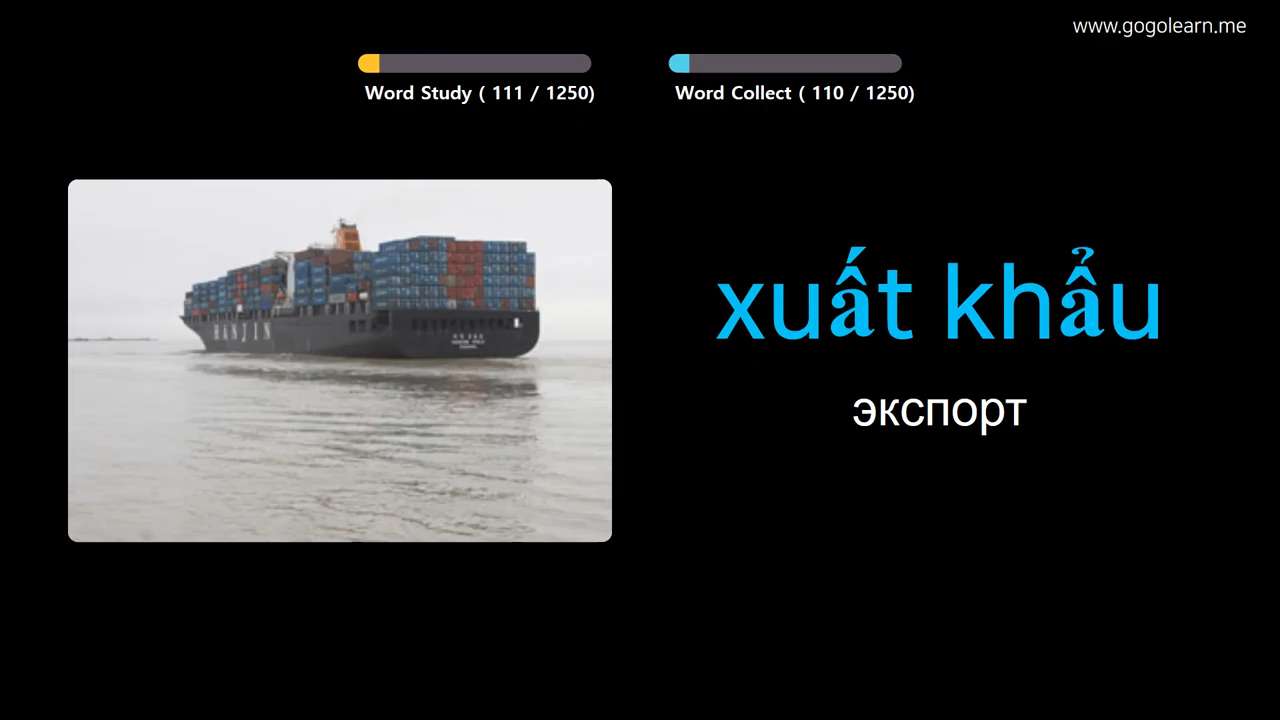 www.gogolearn.me
Word Study ( 111 / 1250)
Word Collect ( 110 / 1250)
xuất khẩu
экспорт
HANJIN